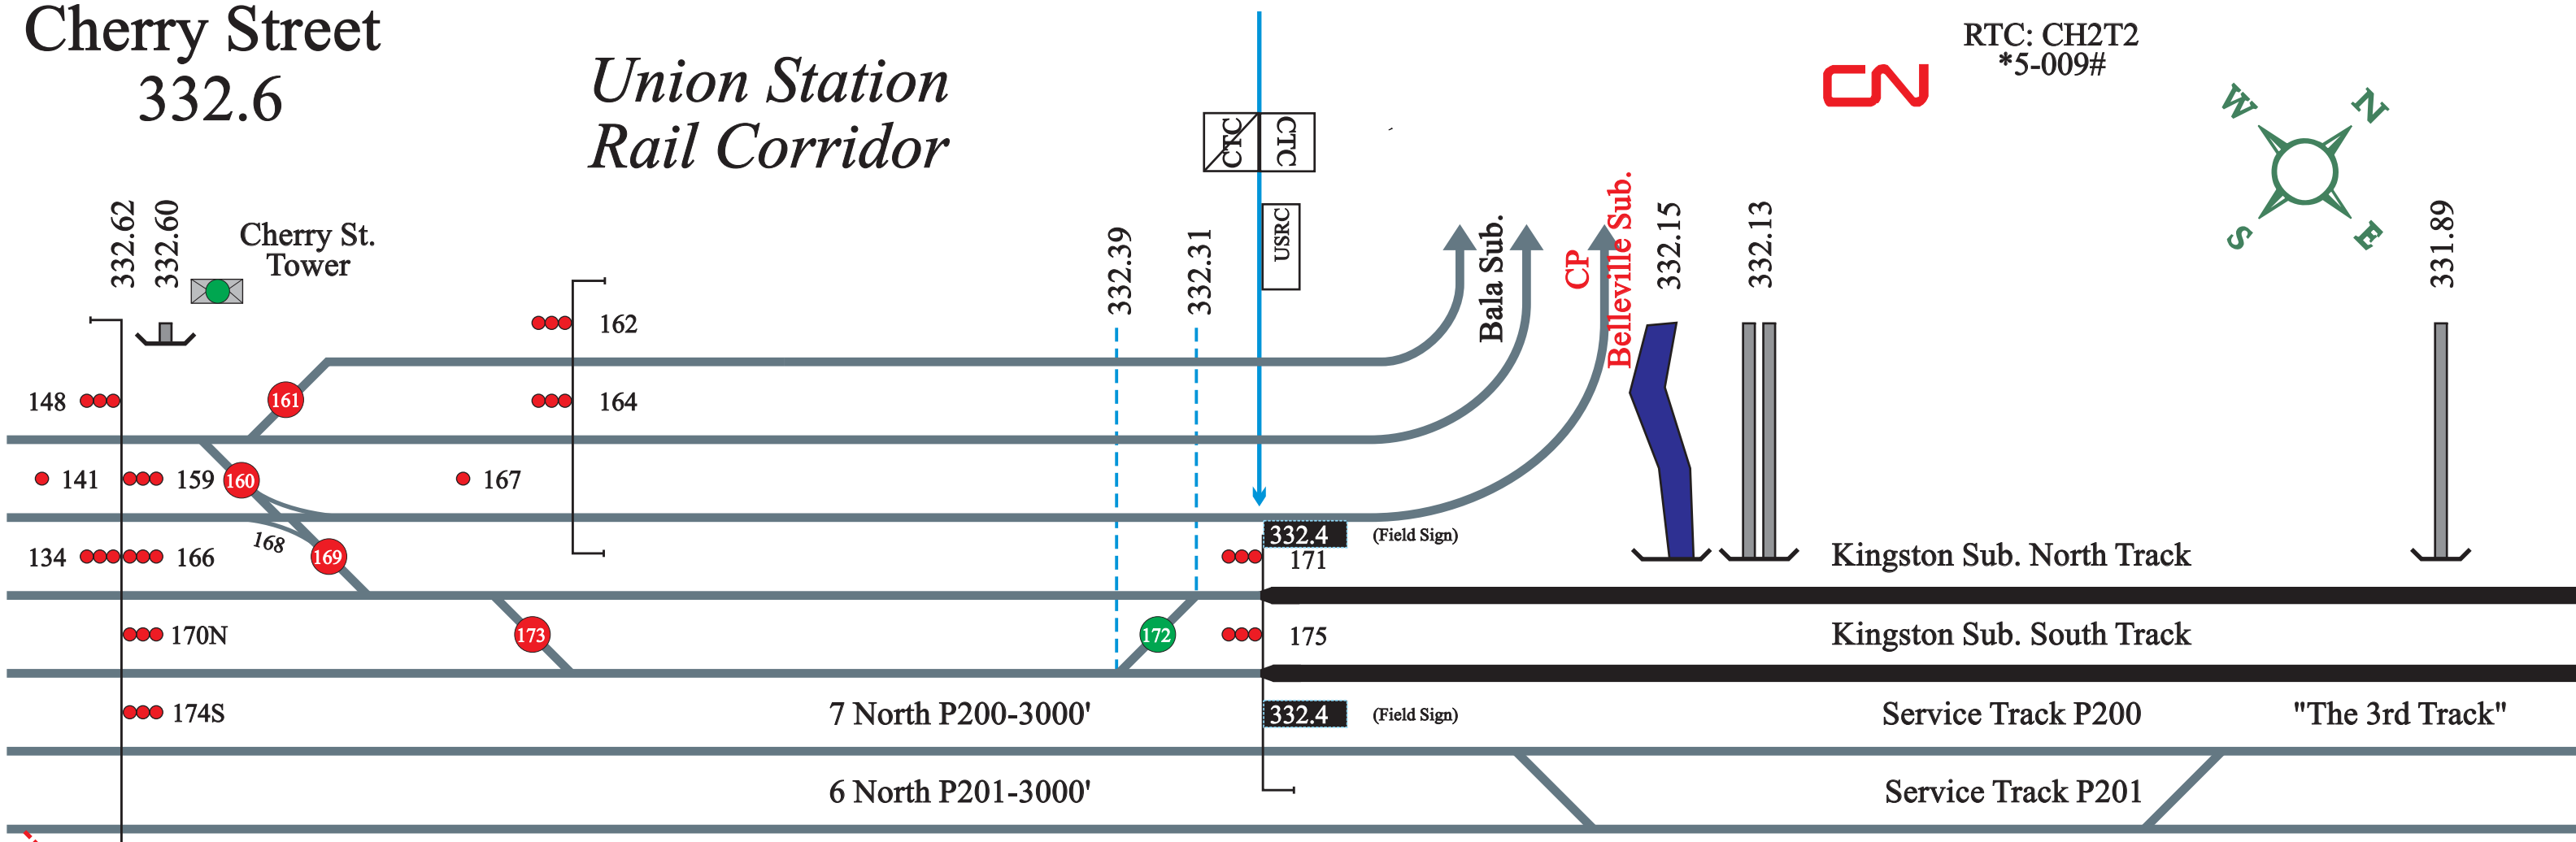 Cherry Street
332.6
Union Station
Rail Corridor
RTC: CH2T2
*5-009#
CN
W
N
S
E
CTC
CTC
USRC
332.62
332.60
Cherry St.
Tower
332.39
332.31
Bala Sub.
CP
Belleville Sub.
332.15
332.13
331.89
162
161
148
164
141
159
160
167
332.4
(Field Sign)
134
166
168
169
171
Kingston Sub. North Track
170N
173
172
175
Kingston Sub. South Track
174S
7 North P200-3000'
332.4
(Field Sign)
Service Track P200
"The 3rd Track"
6 North P201-3000'
Service Track P201